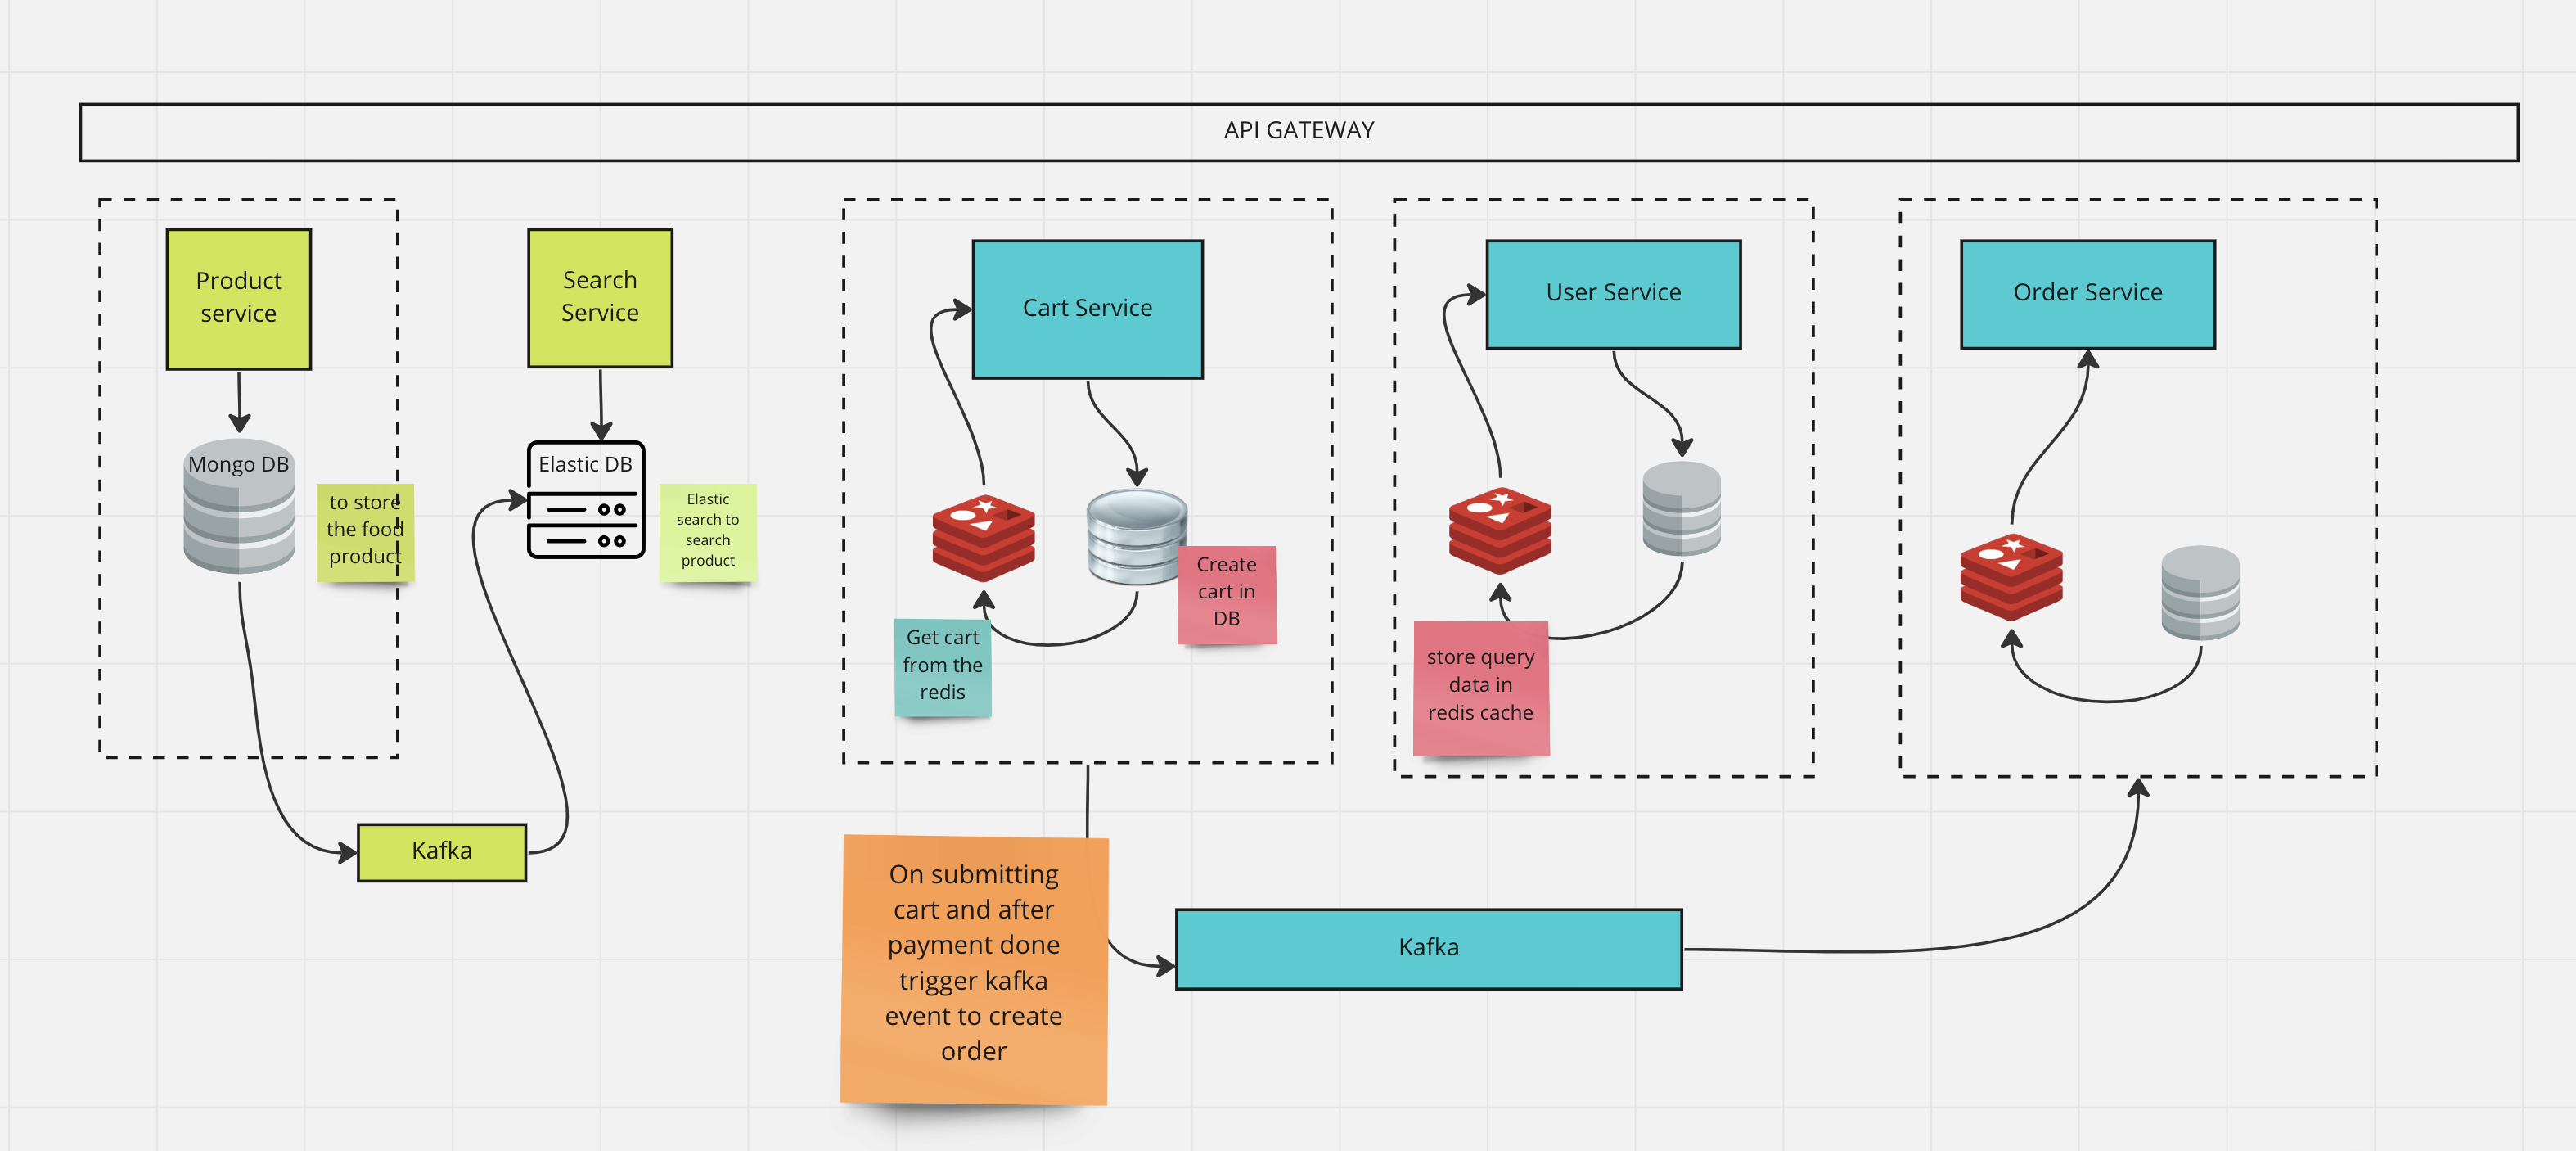 API GATEWAY
Product
service
Search
Service
Cart Service
User Service
Order Service
Mongo DB
to store
the food
product
Elastic DB
Elastic
search to
search
product
Create
cart in
DB
Get cart
from the
redis
store query
data in
redis cache
Kafka
On submitting
cart and after
payment done
trigger kafka
event to create
order
Kafka